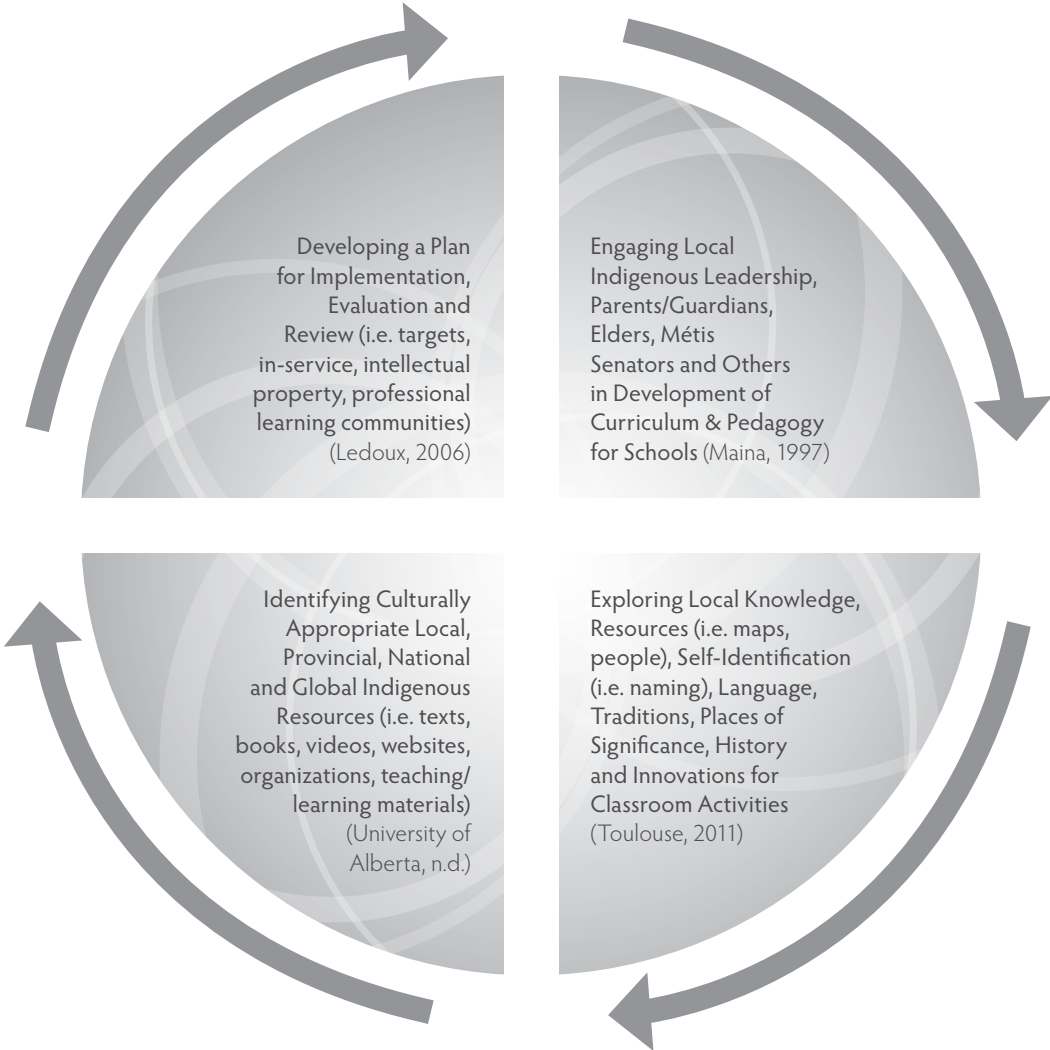 Developing a Plan
for Implementation,
Evaluation and
Review (i.e. targets,
in-service, intellectual
property, professional
learning communities)
(Ledoux, 2006)
Engaging Local
Indigenous Leadership,
Parents/Guardians,
Elders, Métis
Senators and Others
in Development of
Curriculum & Pedagogy
for Schools (Maina, 1997)
Identifying Culturally
Appropriate Local,
Provincial, National
and Global Indigenous
Resources (i.e. texts,
books, videos, websites,
organizations, teaching/
learning materials)
(University of
Alberta, n.d.)
Exploring Local Knowledge,
Resources (i.e. maps,
people), Self-Identification
(i.e. naming), Language,
Traditions, Places of
Significance, History
and Innovations for
Classroom Activities
(Toulouse, 2011)